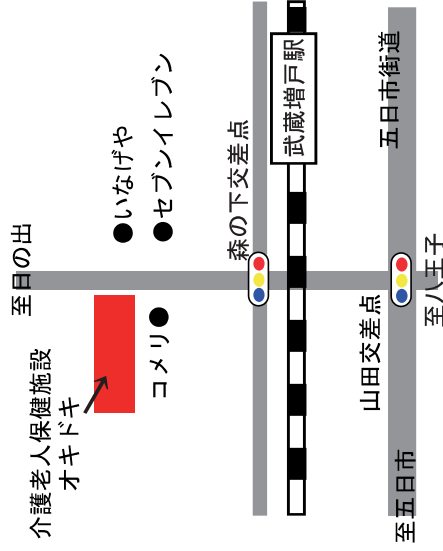 至日の出
いなげや
セブンイレブン
コメリ
介護老人保健施設
オキドキ
森の下交差点
武蔵増戸駅
五日市街道
山田交差点
至八王子
至五日市